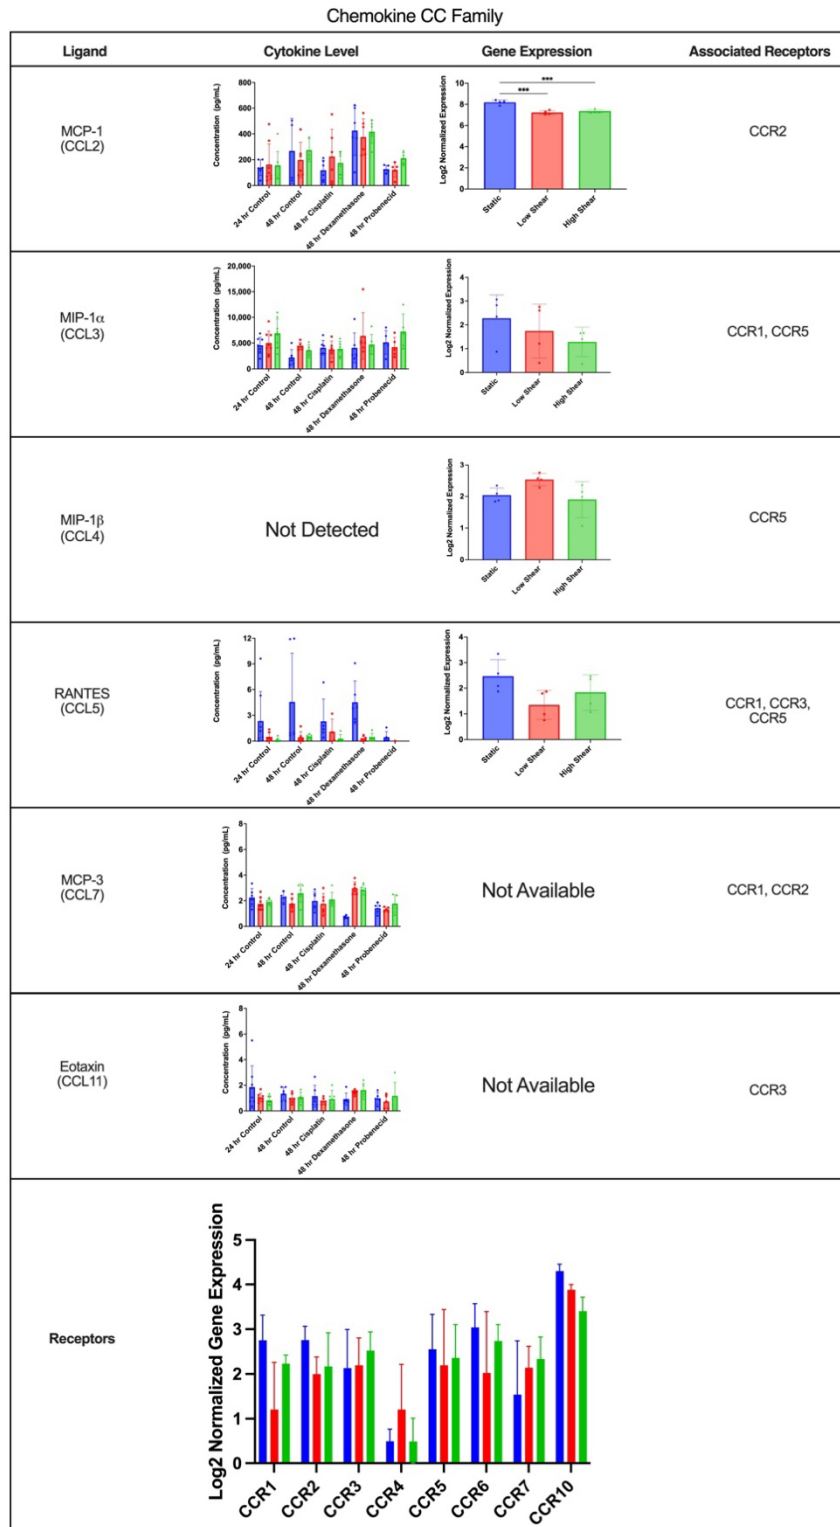 Chemokine CC Family
Ligand Cytokine Level Gene Expression Associated Receptors
MCP-1
(CCL2)
Concentration (pg/mL)
800
600
400
200
0
24 hr Control
48 hr Control
48 hr Cisplatin
48 hr Dexamethasone
48 hr Probenecid
Log2 Normalized Expression
10
8
6
4
2
0
***
***
Static
Low Shear
High Shear
CCR2
MIP-1α
(CCL3)
Concentration (pg/mL)
20,000
15,000
10,000
5,000
0
24 hr Control
48 hr Control
48 hr Cisplatin
48 hr Dexamethasone
48 hr Probenecid
Log2 Normalized Expression
4
3
2
1
0
Static
Low Shear
High Shear
CCR1, CCR5
MIP-1β
(CCL4)
Not Detected
Log2 Normalized Expression
3
2
1
0
Static
Low Shear
High Shear
CCR5
RANTES
(CCL5)
Concentration (pg/mL)
12
9
6
3
0
24 hr Control
48 hr Control
48 hr Cisplatin
48 hr Dexamethasone
48 hr Probenecid
Log2 Normalized Expression
4
3
2
1
0
Static
Low Shear
High Shear
CCR1, CCR3,
CCR5
MCP-3
(CCL7)
Concentration (pg/mL)
8
6
4
2
0
24 hr Control
48 hr Control
48 hr Cisplatin
48 hr Dexamethasone
48 hr Probenecid
Not Available
CCR1, CCR2
Eotaxin
(CCL11)
Concentration (pg/mL)
8
6
4
2
0
24 hr Control
48 hr Control
48 hr Cisplatin
48 hr Dexamethasone
48 hr Probenecid
Not Available
CCR3
Receptors
Log2 Normalized Gene Expression
5
4
3
2
1
0
CCR1
CCR2
CCR3
CCR4
CCR5
CCR6
CCR7
CCR10